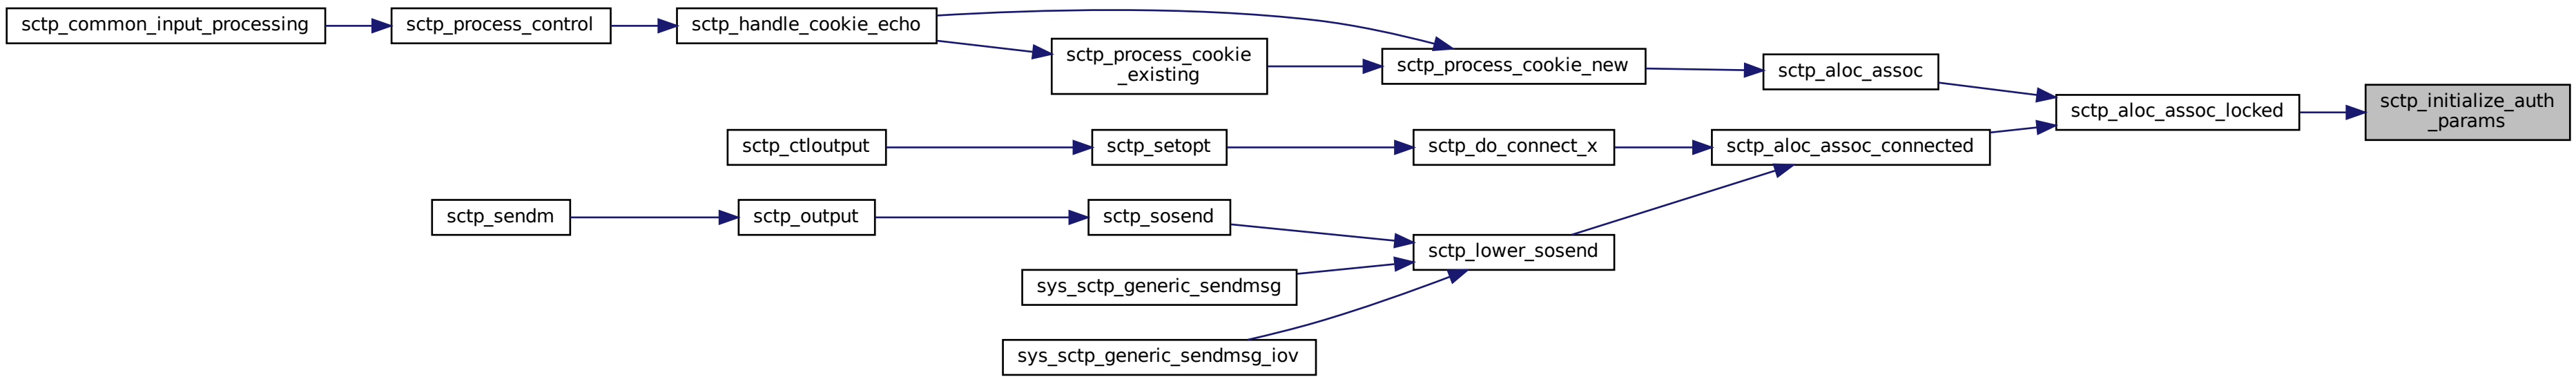 sctp_common_input_processing
sctp_process_control
sctp_handle_cookie_echo
sctp_process_cookie
_existing
sctp_process_cookie_new
sctp_aloc_assoc
sctp_aloc_assoc_locked
sctp_initialize_auth
_params
sctp_ctloutput
sctp_setopt
sctp_do_connect_x
sctp_aloc_assoc_connected
sctp_sendm
sctp_output
sctp_sosend
sctp_lower_sosend
sys_sctp_generic_sendmsg
sys_sctp_generic_sendmsg_iov